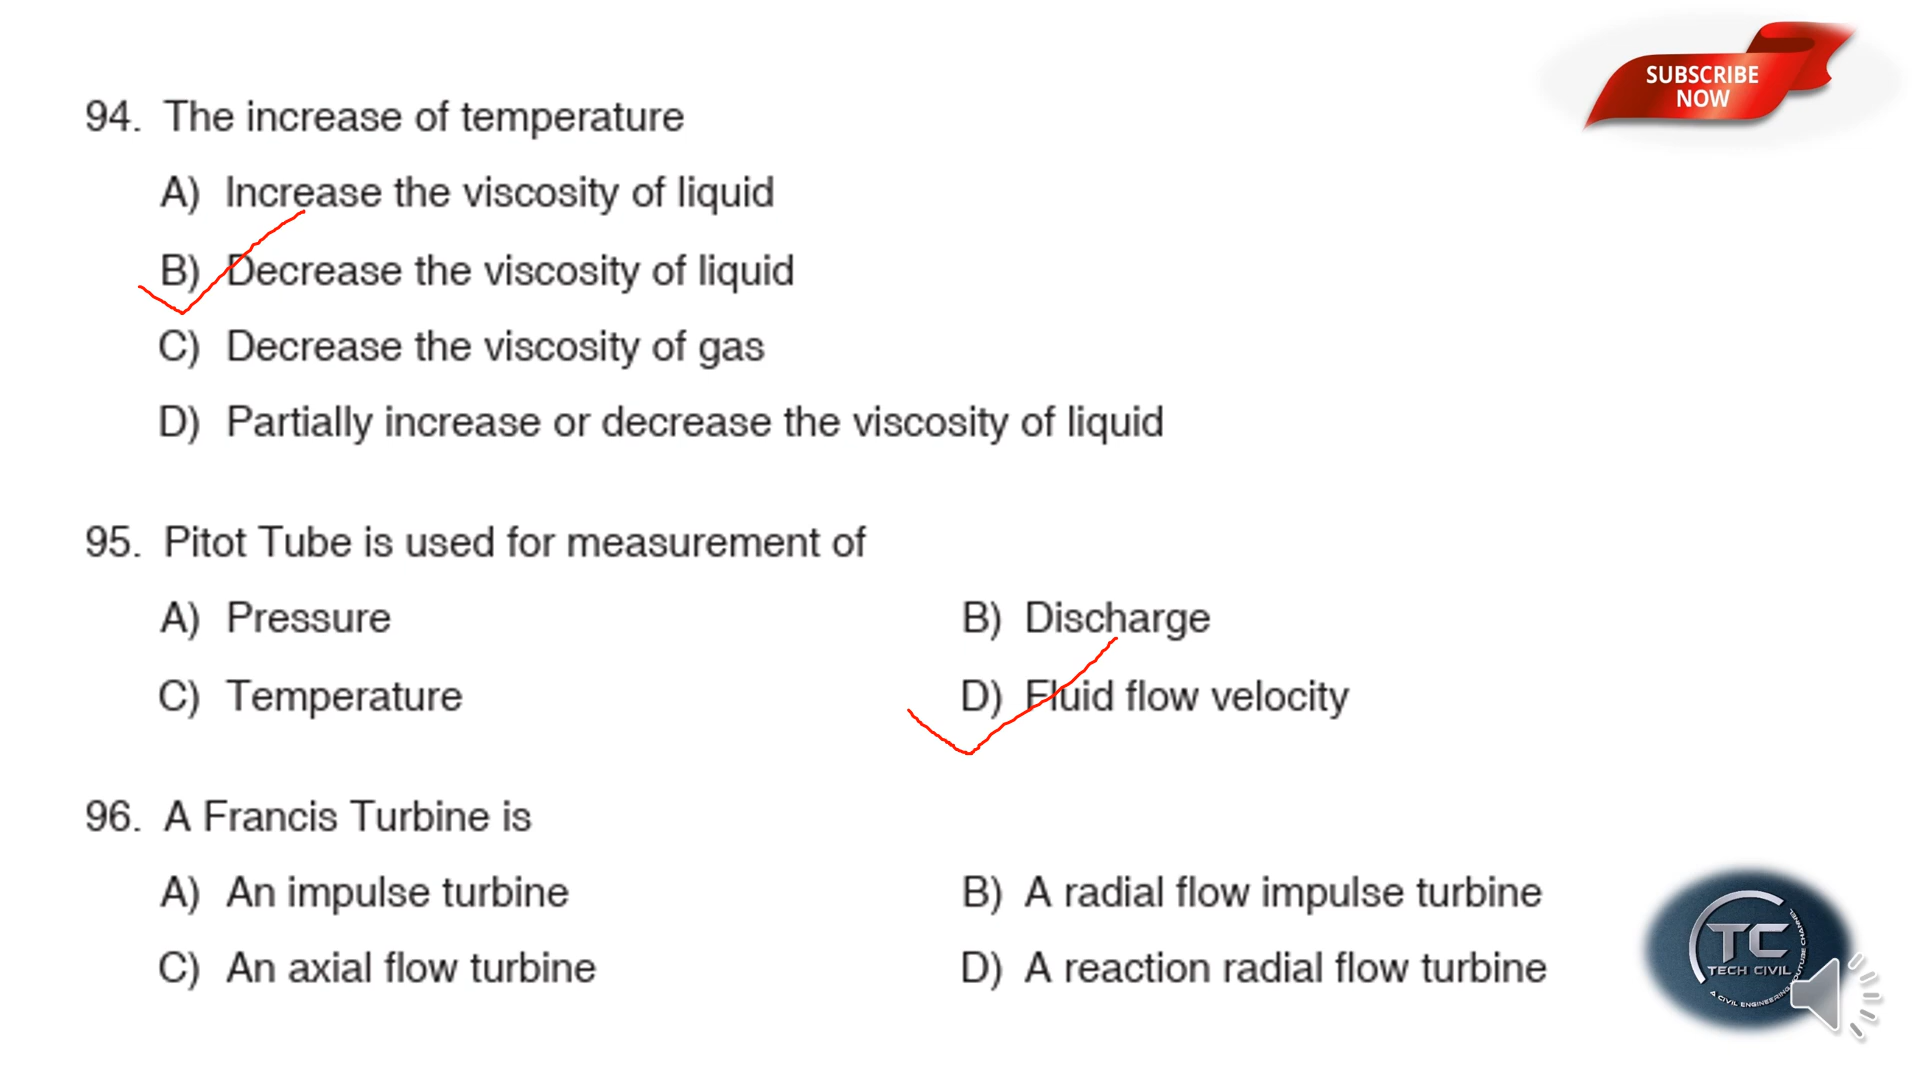 SUBSCRIBE
NOW
94. The increase of temperature
A) Increase the viscosity of liquid
B) Decrease the viscosity of liquid
C) Decrease the viscosity of gas
D) Partially increase or decrease the viscosity of liquid
95. Pitot Tube is used for measurement of
A) Pressure B) Discharge
C) Temperature D) Fluid flow velocity
96. A Francis Turbine is
A) An impulse turbine B) A radial flow impulse turbine
C) An axial flow turbine D) A reaction radial flow turbine
TC
TECH CIVIL
A CIVIL ENGINEERING